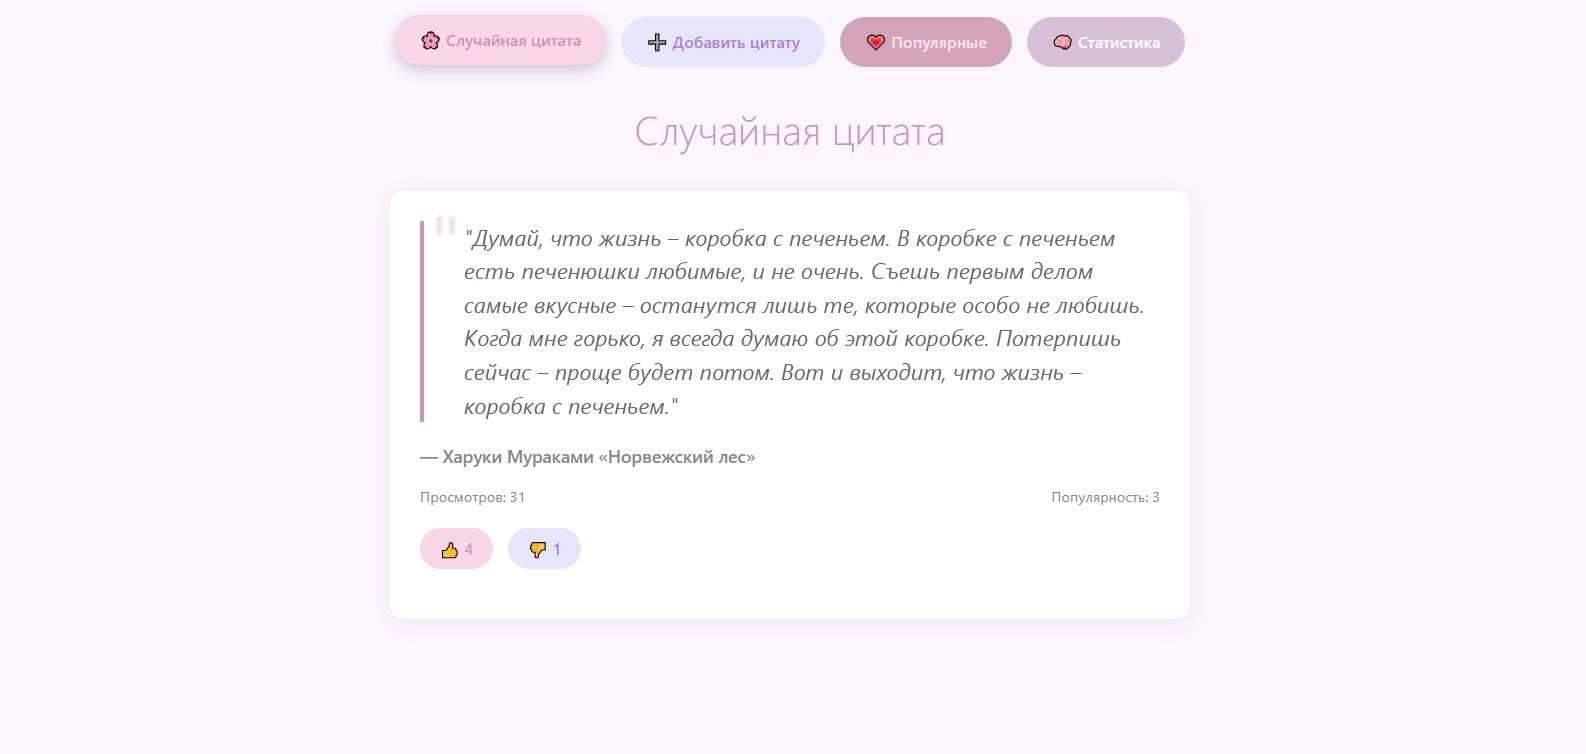 🌸 Случайная цитата
➕ Добавить цитату
💗 Популярные
🧠 Статистика
Случайная цитата
"
"Думай, что жизнь – коробка с печеньем. В коробке с печеньем
есть печенюшки любимые, и не очень. Съешь первым делом
самые вкусные – останутся лишь те, которые особо не любишь.
Когда мне горько, я всегда думаю об этой коробке. Потерпишь
сейчас – проще будет потом. Вот и выходит, что жизнь –
коробка с печеньем."
— Харуки Мураками «Норвежский лес»
Просмотров: 31
Популярность: 3
👍 4
👎 1